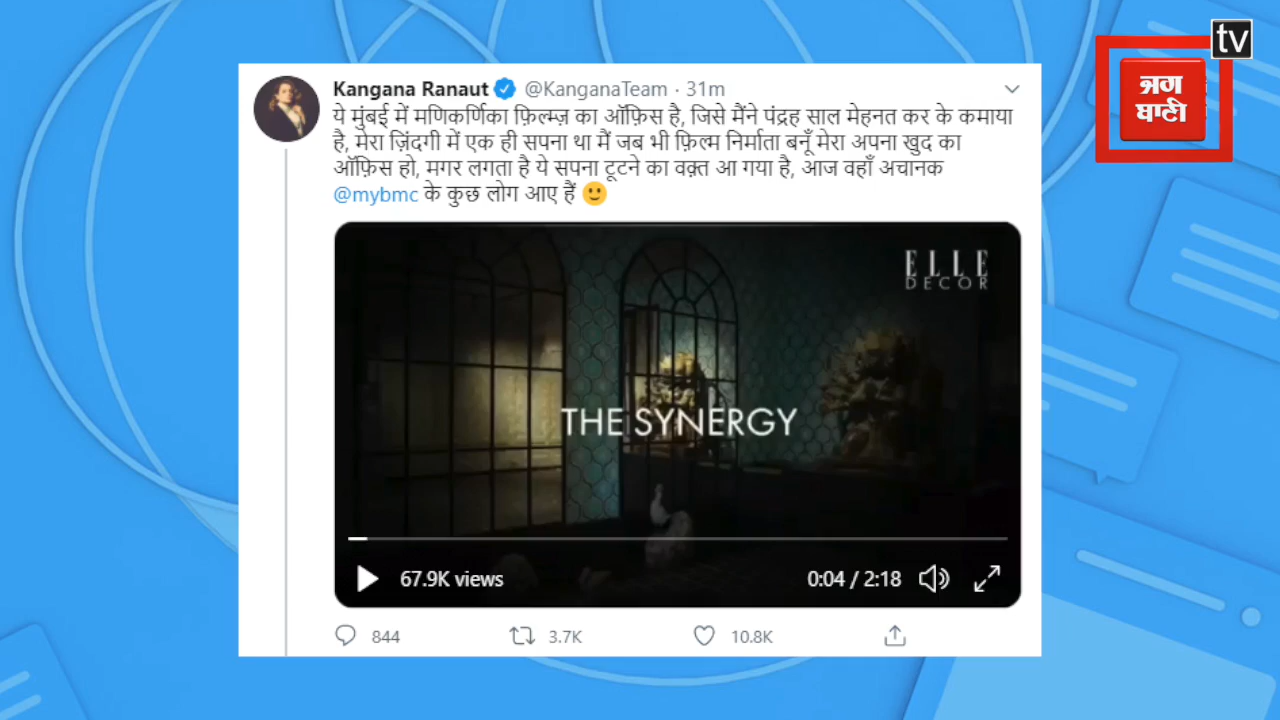 tv
ਜਗ
ਬਾਣੀ
Kangana Ranaut @KanganaTeam · 31m
ये मुंबई में मणिकर्णिका फ़िल्म्ज़ का ऑफ़िस है, जिसे मैंने पंद्रह साल मेहनत कर के कमाया
है, मेरा ज़िंदगी में एक ही सपना था मैं जब भी फ़िल्म निर्माता बनूँ मेरा अपना खुद का
ऑफ़िस हो, मगर लगता है ये सपना टूटने का वक़्त आ गया है, आज वहाँ अचानक
@mybmc के कुछ लोग आए हैं 🙂
ELLE
DECOR
THE SYNERGY
67.9K views
0:04 / 2:18
844
3.7K
10.8K